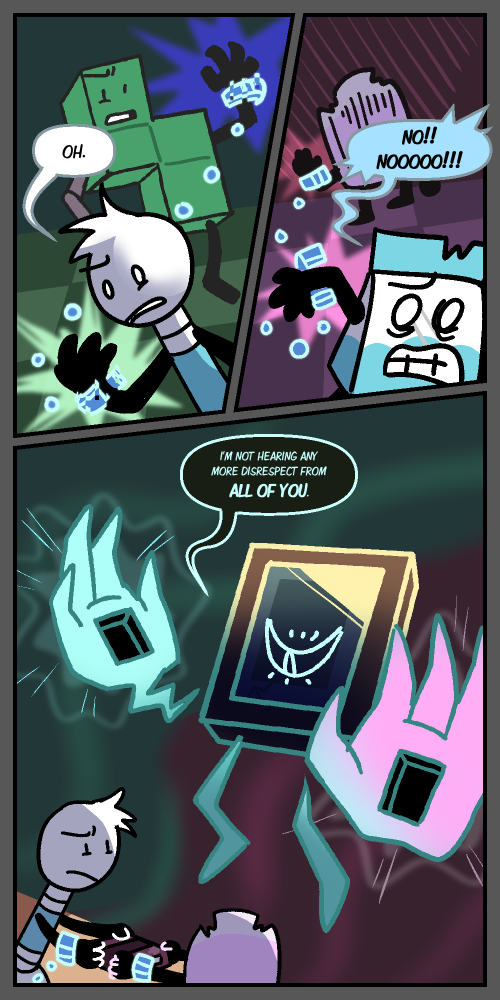 OH.
NO!!
NOOOOO!!!
I'M NOT HEARING ANY
MORE DISRESPECT FROM
ALL OF YOU.